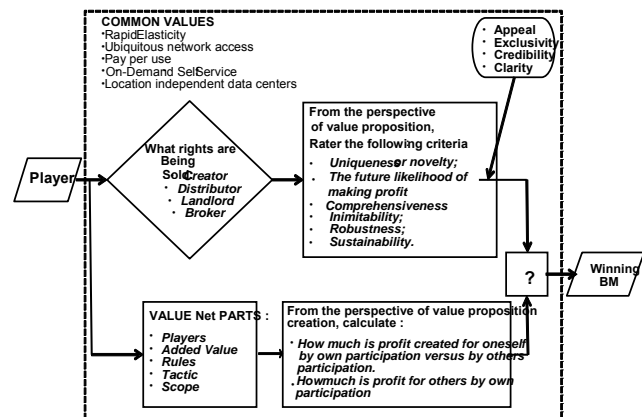 COMMON VALUES
·RapidElasticity
·Ubiquitous network access
·Pay per use
·On-Demand SelfService
·Location independent data centers
· Appeal
· Exclusivity
· Credibility
· Clarity
Player
What rights are
Being
Sold:
· Creator
· Distributor
· Landlord
· Broker
From the perspective
of value proposition,
Rater the following criteria
· Uniqueness or novelty;
· The future likelihood of
making profit
· Comprehensiveness
· Inimitability;
· Robustness;
· Sustainability.
?
Winning
BM
VALUE Net PARTS :
· Players
· Added Value
· Rules
· Tactic
· Scope
From the perspective of value proposition
creation, calculate :
· How much is profit created for oneself
by own participation versus by others
participation.
· Howmuch is profit for others by own
participation